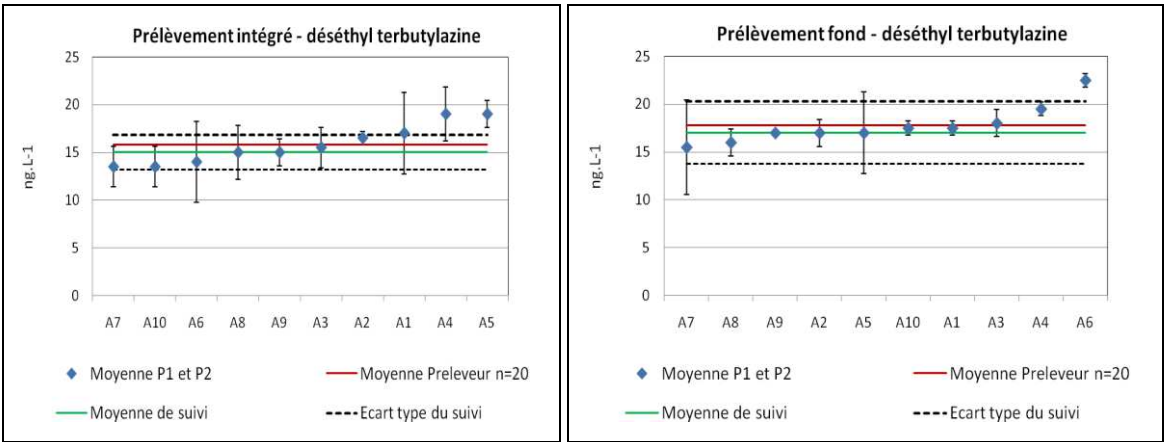 Prélèvement intégré - déséthyl terbutylazine
25
20
15
10
5
0
ng.L-1
A7 A10 A6 A8 A9 A3 A2 A1 A4 A5
Moyenne P1 et P2
Moyenne Preleveur n=20
Moyenne de suivi
Ecart type du suivi
Prélèvement fond - déséthyl terbutylazine
25
20
15
10
5
0
ng.L-1
A7 A8 A9 A2 A5 A10 A1 A3 A4 A6
Moyenne P1 et P2
Moyenne Preleveur n=20
Moyenne de suivi
Ecart type du suivi